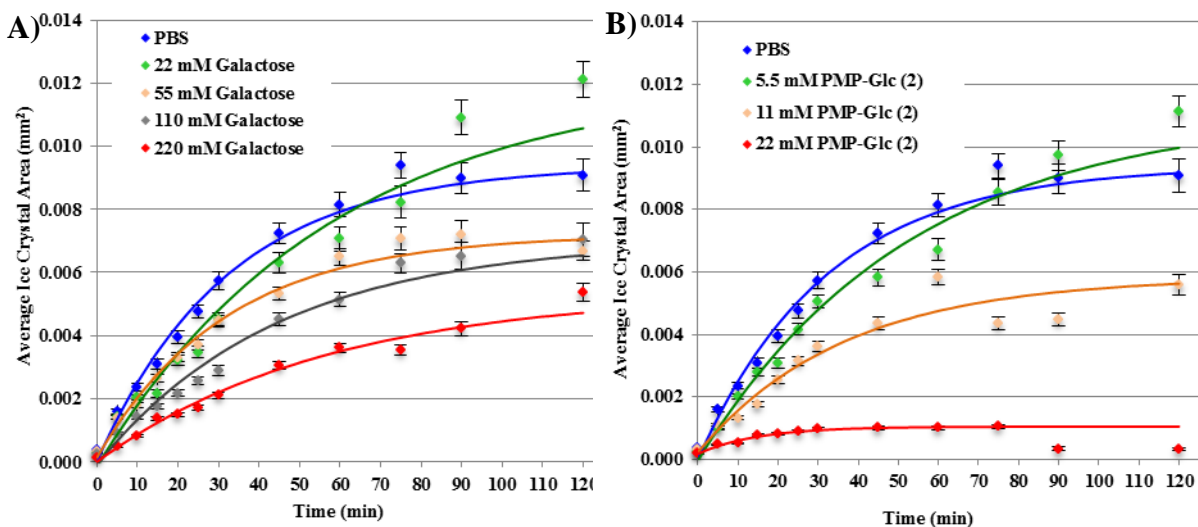 A)
0.014
0.012
0.010
0.008
0.006
0.004
0.002
0.000
Average Ice Crystal Area (mm²)
PBS
22 mM Galactose
55 mM Galactose
110 mM Galactose
220 mM Galactose
0 10 20 30 40 50 60 70 80 90 100 110 120
Time (min)
B)
0.014
0.012
0.010
0.008
0.006
0.004
0.002
0.000
Average Ice Crystal Area (mm²)
PBS
5.5 mM PMP-Glc (2)
11 mM PMP-Glc (2)
22 mM PMP-Glc (2)
0 10 20 30 40 50 60 70 80 90 100 110 120
Time (min)